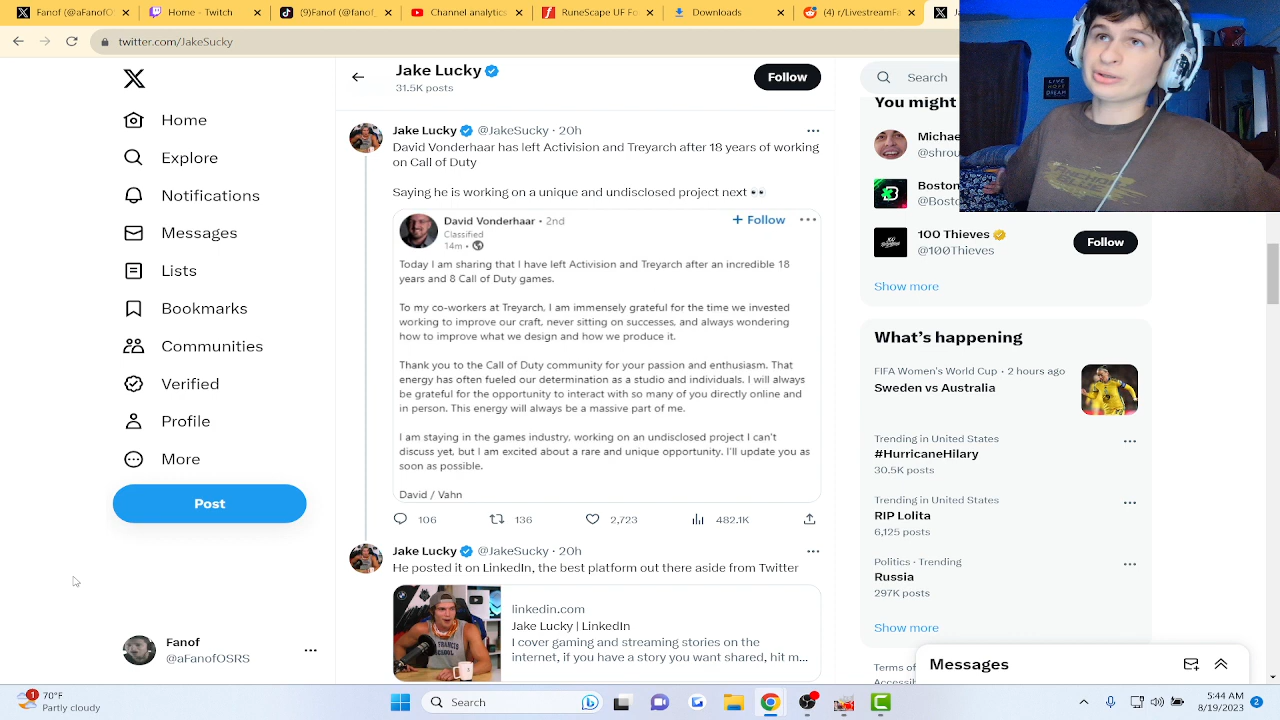 Fanof (@aFanofO
Home - Twitch
(9)Fanof (@fanof_
Channel analytic
RuneScape UF Fo
Downloads
(4) r/LivestreamFa
twitter.com/JakeSucky
Jake Lucky
31.5K posts
Follow
Search
Home
Explore
Notifications
Messages
Lists
Bookmarks
Communities
Verified
Profile
More
Post
Fanof
@aFanofOSRS
Jake Lucky @JakeSucky · 20h
David Vonderhaar has left Activision and Treyarch after 18 years of working
on Call of Duty
Saying he is working on a unique and undisclosed project next 👀
David Vonderhaar • 2nd
+ Follow
Classified
14m •
Today I am sharing that I have left Activision and Treyarch after an incredible 18
years and 8 Call of Duty games.
To my co-workers at Treyarch, I am immensely grateful for the time we invested
working to improve our craft, never sitting on successes, and always wondering
how to improve what we design and how we produce it.
Thank you to the Call of Duty community for your passion and enthusiasm. That
energy has often fueled our determination as a studio and individuals. I will always
be grateful for the opportunity to interact with so many of you directly online and
in person. This energy will always be a massive part of me.
I am staying in the games industry, working on an undisclosed project I can't
discuss yet, but I am excited about a rare and unique opportunity. I'll update you as
soon as possible.
David / Vahn
106 136 2,723 482.1K
Jake Lucky @JakeSucky · 20h
He posted it on LinkedIn, the best platform out there aside from Twitter
linkedin.com
Jake Lucky | LinkedIn
I cover gaming and streaming stories on the
internet, if you have a story you want shared, hit m...
You might
Michae
@shrou
Boston
@Bosto
100 Thieves
@100Thieves
Follow
Show more
What's happening
FIFA Women's World Cup · 2 hours ago
Sweden vs Australia
Trending in United States
#HurricaneHilary
30.5K posts
Trending in United States
RIP Lolita
6,125 posts
Politics · Trending
Russia
297K posts
Show more
Terms of
Messages
LIVE
DREAM
1
70°F
Partly cloudy
Search
5:44 AM
8/19/2023
2